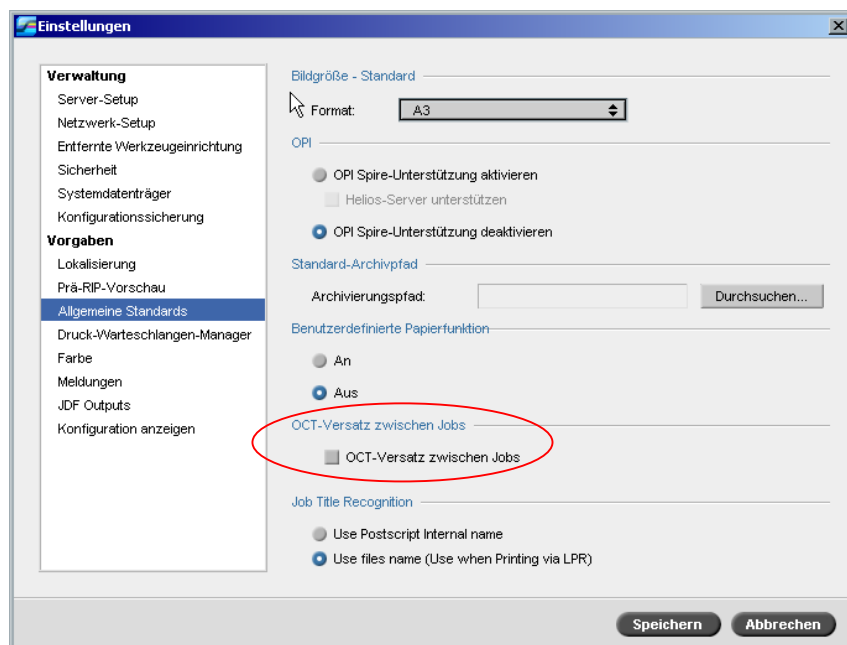 Einstellungen
Verwaltung
Server-Setup
Netzwerk-Setup
Entfernte Werkzeugeinrichtung
Sicherheit
Systemdatenträger
Konfigurationssicherung
Vorgaben
Lokalisierung
Prä-RIP-Vorschau
Allgemeine Standards
Druck-Warteschlangen-Manager
Farbe
Meldungen
JDF Outputs
Konfiguration anzeigen
Bildgröße - Standard
Format: A3
OPI
OPI Spire-Unterstützung aktivieren
Helios-Server unterstützen
OPI Spire-Unterstützung deaktivieren
Standard-Archivpfad
Archivierungspfad: Durchsuchen...
Benutzerdefinierte Papierfunktion
An
Aus
OCT-Versatz zwischen Jobs
OCT-Versatz zwischen Jobs
Job Title Recognition
Use Postscript Internal name
Use files name (Use when Printing via LPR)
Speichern Abbrechen